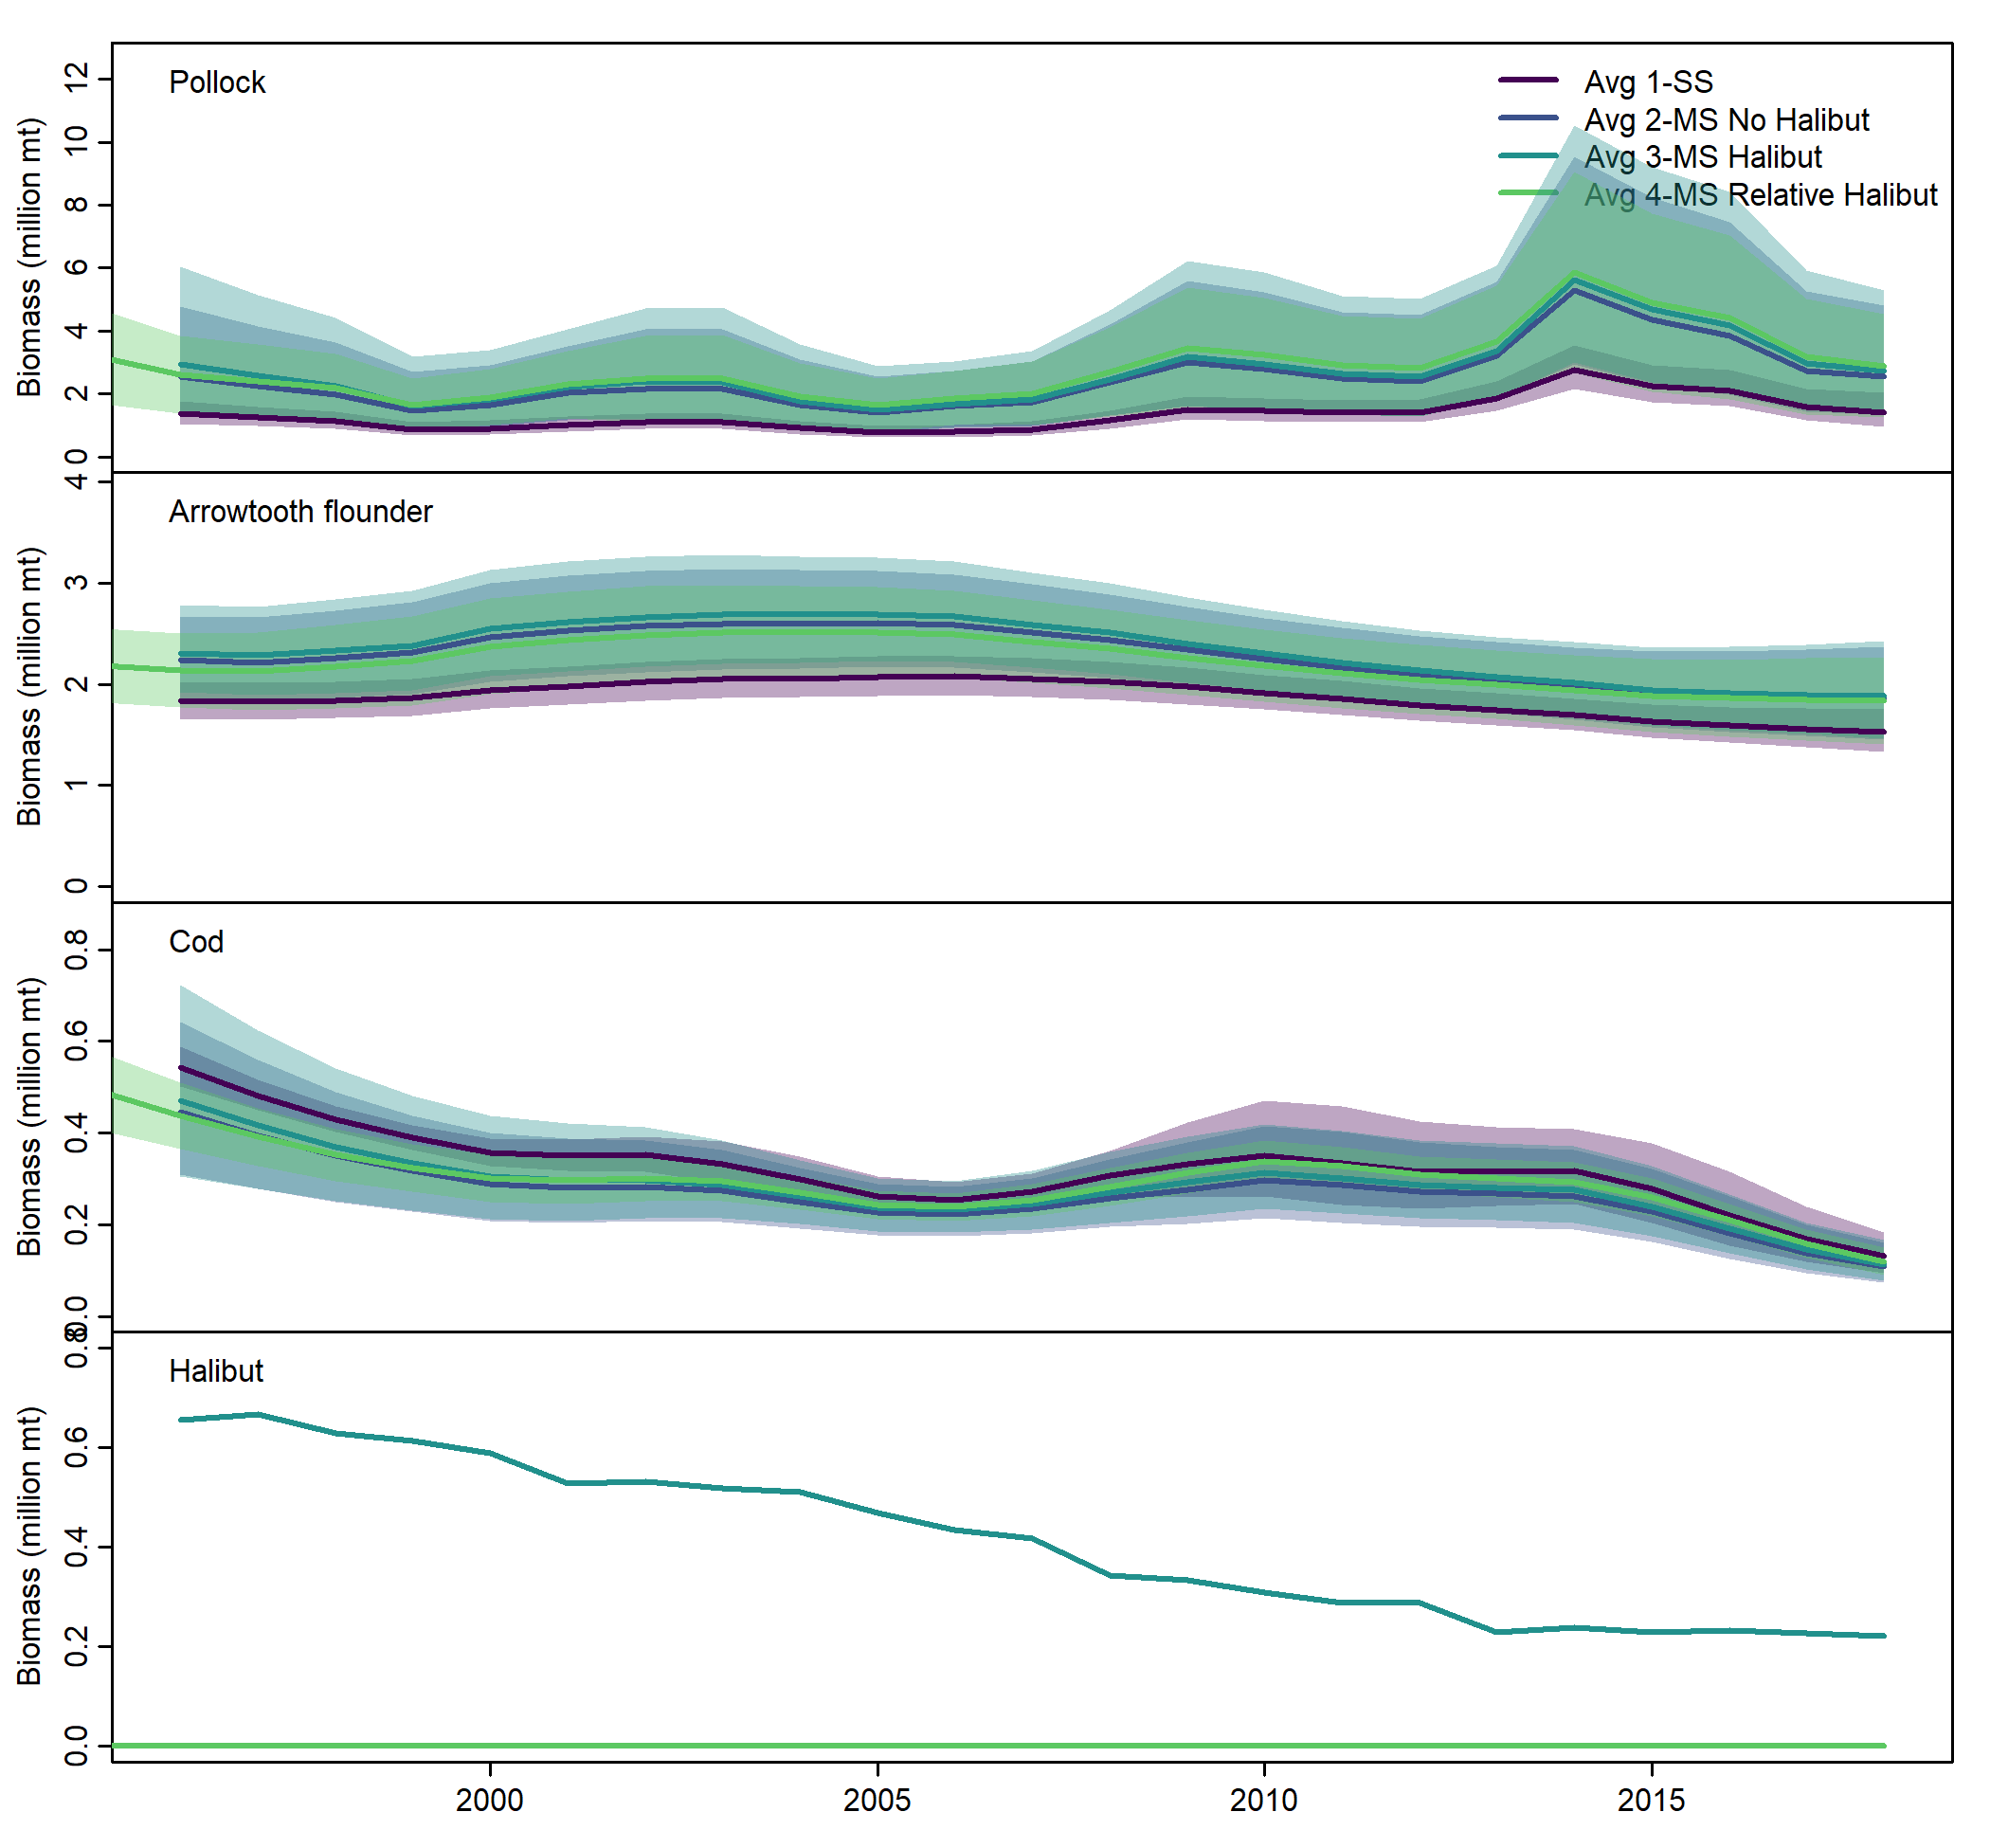 Pollock
Avg 1-SS
Avg 2-MS No Halibut
Avg 3-MS Halibut
Avg 4-MS Relative Halibut
Biomass (million mt)
12
10
8
6
4
2
0
Arrowtooth flounder
Biomass (million mt)
4
3
2
1
0
Cod
Biomass (million mt)
0.8
0.6
0.4
0.2
0.0
Halibut
Biomass (million mt)
0.8
0.6
0.4
0.2
0.0
2000 2005 2010 2015